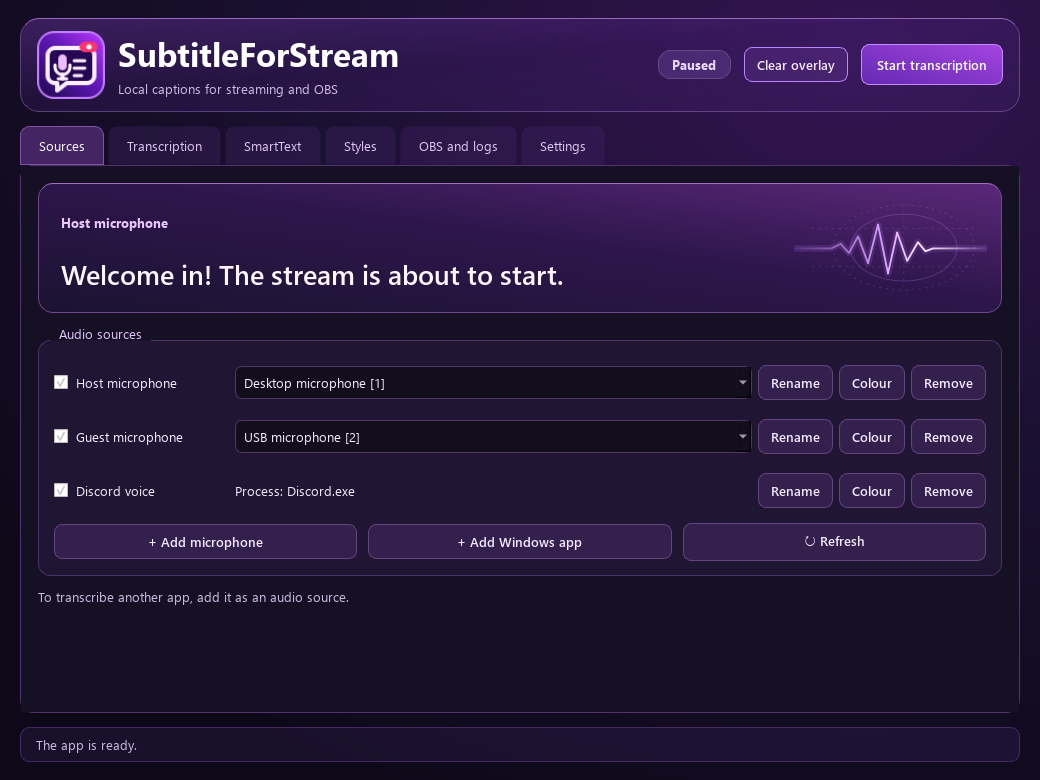 SubtitleForStream
Local captions for streaming and OBS
Paused
Clear overlay
Start transcription
Sources
Transcription
SmartText
Styles
OBS and logs
Settings
Host microphone
Welcome in! The stream is about to start.
Audio sources
Host microphone
Desktop microphone [1]
Rename
Colour
Remove
Guest microphone
USB microphone [2]
Rename
Colour
Remove
Discord voice
Process: Discord.exe
Rename
Colour
Remove
+ Add microphone
+ Add Windows app
↻ Refresh
To transcribe another app, add it as an audio source.
The app is ready.